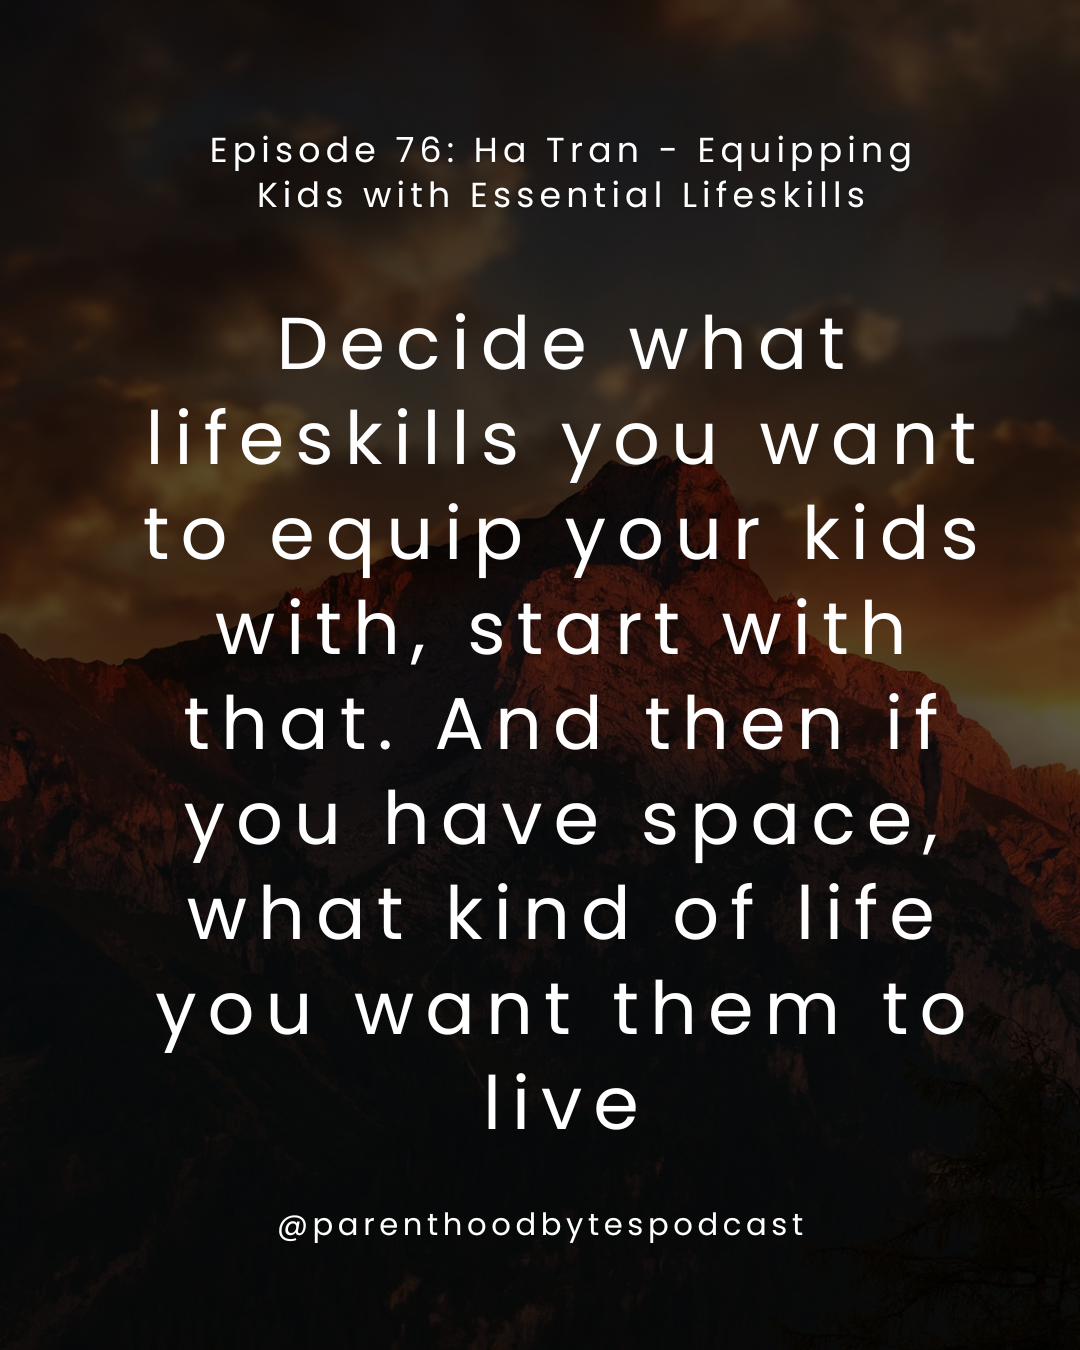 Episode 76: Ha Tran - Equipping
Kids with Essential Lifeskills
Decide what
lifeskills you want
to equip your kids
with, start with
that. And then if
you have space,
what kind of life
you want them to
live
@parenthoodbytespodcast